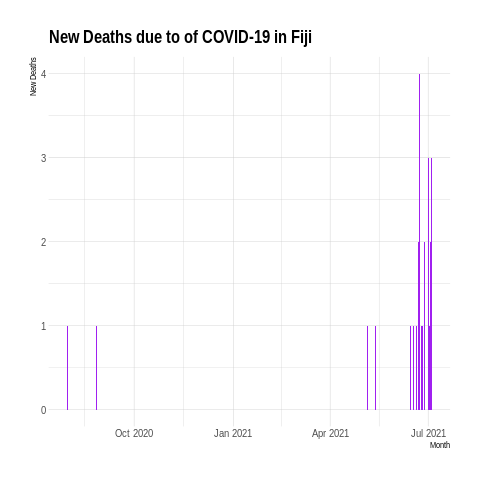 New Deaths due to of COVID-19 in Fiji
New Deaths
4
3
2
1
0
Oct 2020 Jan 2021 Apr 2021 Jul 2021
Month